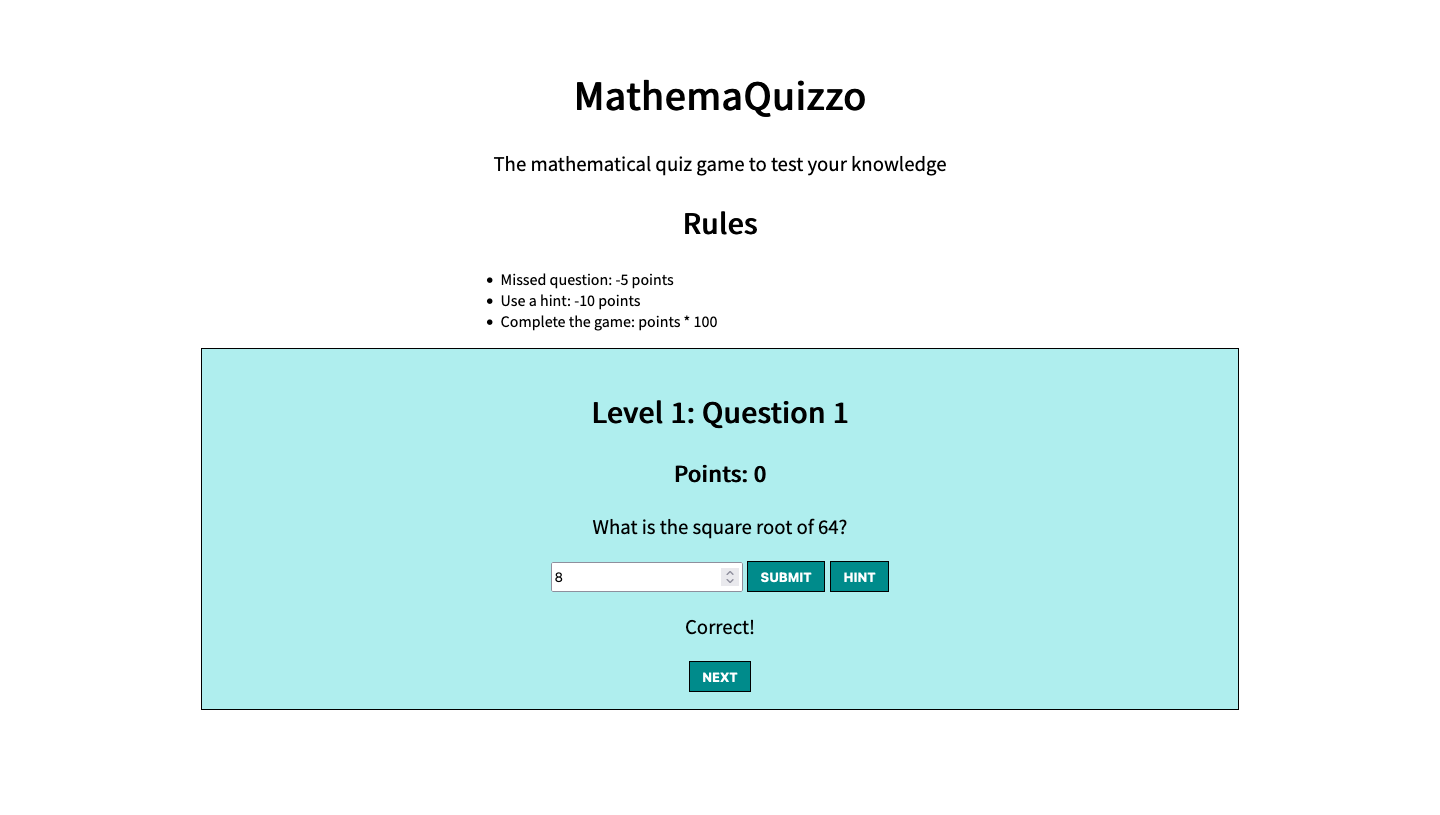 MathemaQuizzo
The mathematical quiz game to test your knowledge
Rules
• Missed question: -5 points
• Use a hint: -10 points
• Complete the game: points * 100
Level 1: Question 1
Points: 0
What is the square root of 64?
8 SUBMIT HINT
Correct!
NEXT